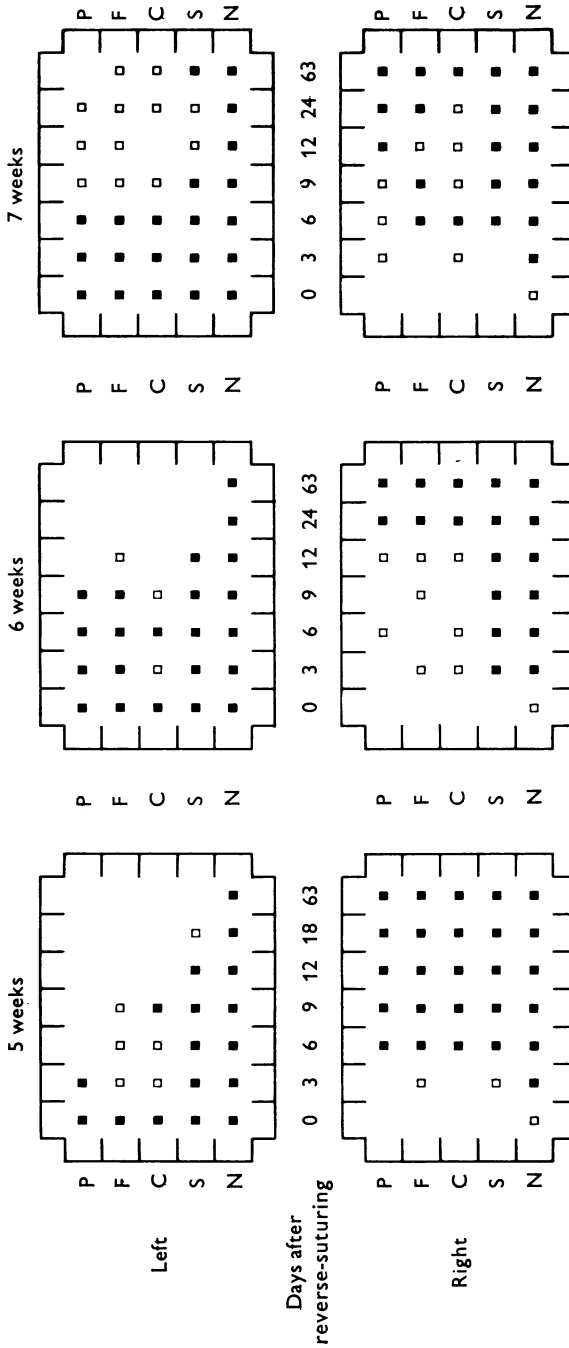 5 weeks 6 weeks 7 weeks
P P P P
F F F F
Left C C C C
S S S S
N N N N
Days after
reverse-suturing
0 3 6 9 12 18 63 0 3 6 9 12 24 63 0 3 6 9 12 24 63
P P P P
F F F F
Right C C C C
S S S S
N N N N